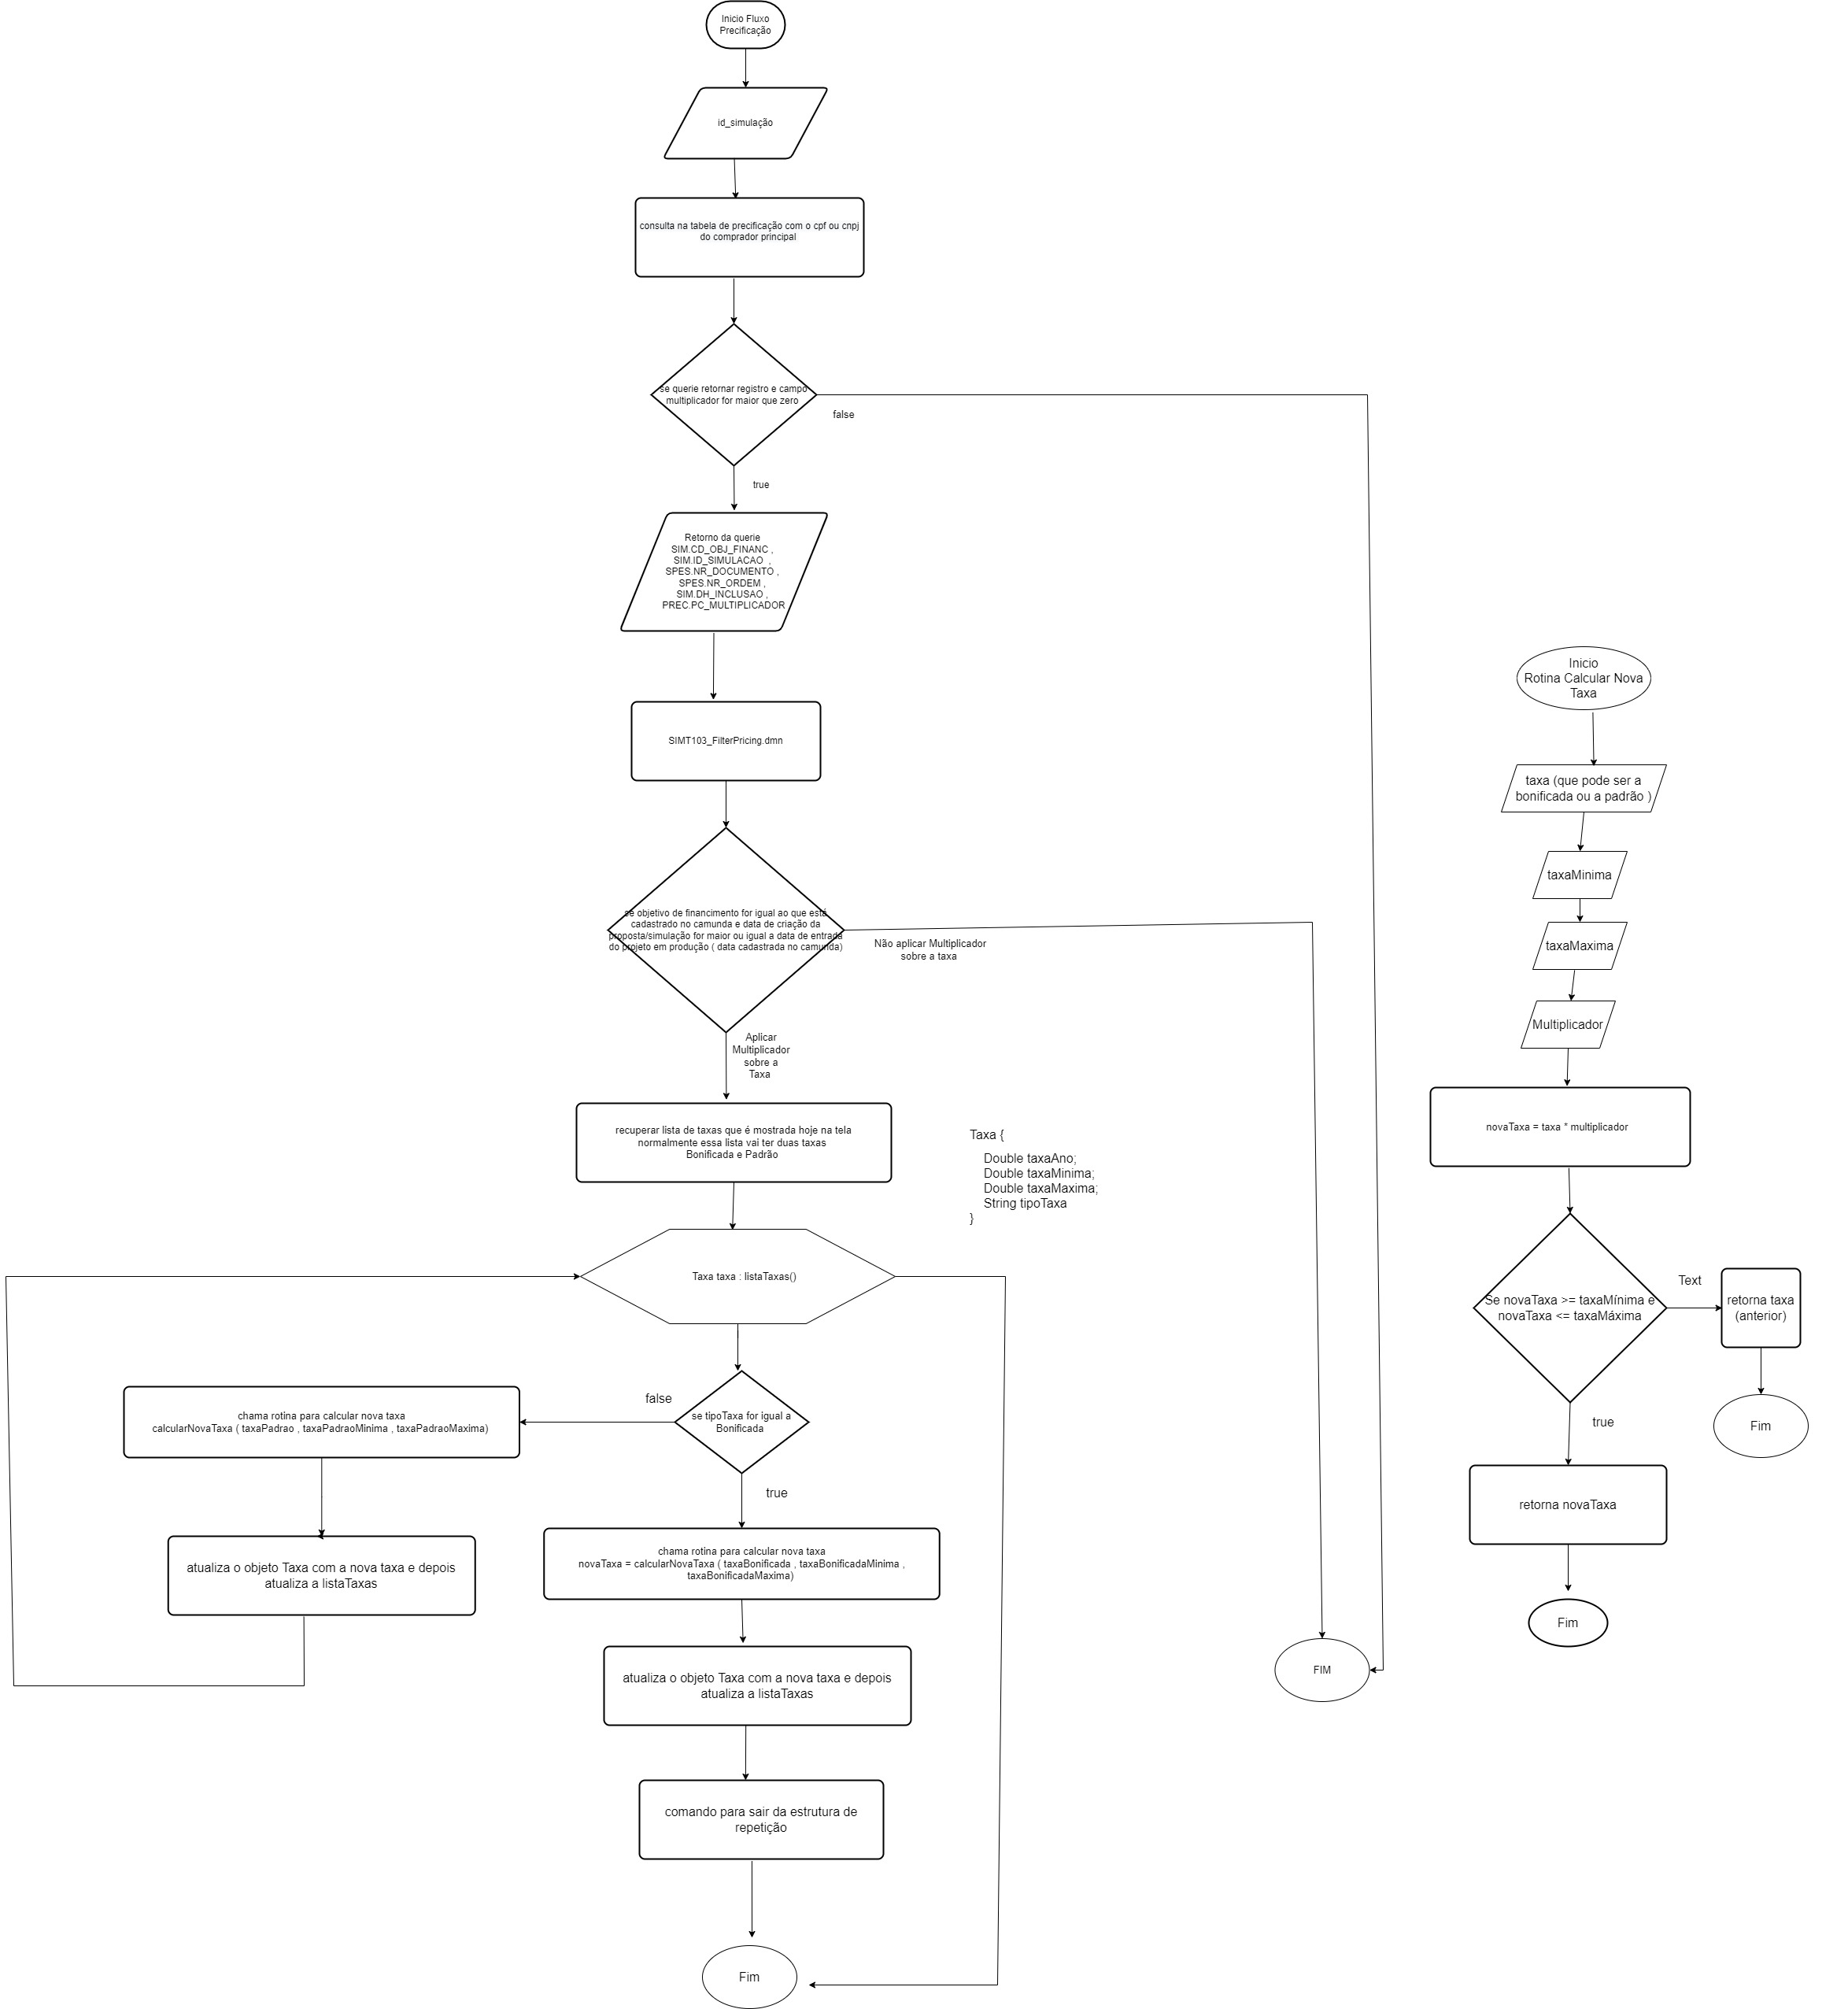 Inicio Fluxo
Precificação
id_simulação
consulta na tabela de precificação com o cpf ou cnpj
do comprador principal
se querie retornar registro e campo
multiplicador for maior que zero
false
true
Retorno da querie
SIM.CD_OBJ_FINANC ,
SIM.ID_SIMULACAO ,
SPES.NR_DOCUMENTO ,
SPES.NR_ORDEM ,
SIM.DH_INCLUSAO ,
PREC.PC_MULTIPLICADOR
SIMT103_FilterPricing.dmn
se objetivo de financimento for igual ao que está
cadastrado no camunda e data de criação da
proposta/simulação for maior ou igual a data de entrada
do projeto em produção ( data cadastrada no camunda)
Não aplicar Multiplicador
sobre a taxa
Aplicar
Multiplicador
sobre a
Taxa
recuperar lista de taxas que é mostrada hoje na tela
normalmente essa lista vai ter duas taxas
Bonificada e Padrão
Taxa {
Double taxaAno;
Double taxaMinima;
Double taxaMaxima;
String tipoTaxa
}
Taxa taxa : listaTaxas()
se tipoTaxa for igual a
Bonificada
false
chama rotina para calcular nova taxa
calcularNovaTaxa ( taxaPadrao , taxaPadraoMinima , taxaPadraoMaxima)
atualiza o objeto Taxa com a nova taxa e depois
atualiza a listaTaxas
true
chama rotina para calcular nova taxa
novaTaxa = calcularNovaTaxa ( taxaBonificada , taxaBonificadaMinima ,
taxaBonificadaMaxima)
atualiza o objeto Taxa com a nova taxa e depois
atualiza a listaTaxas
comando para sair da estrutura de
repetição
Fim
FIM
Inicio
Rotina Calcular Nova
Taxa
taxa (que pode ser a
bonificada ou a padrão )
taxaMinima
taxaMaxima
Multiplicador
novaTaxa = taxa * multiplicador
Se novaTaxa >= taxaMínima e
novaTaxa <= taxaMáxima
Text
retorna taxa
(anterior)
Fim
true
retorna novaTaxa
Fim